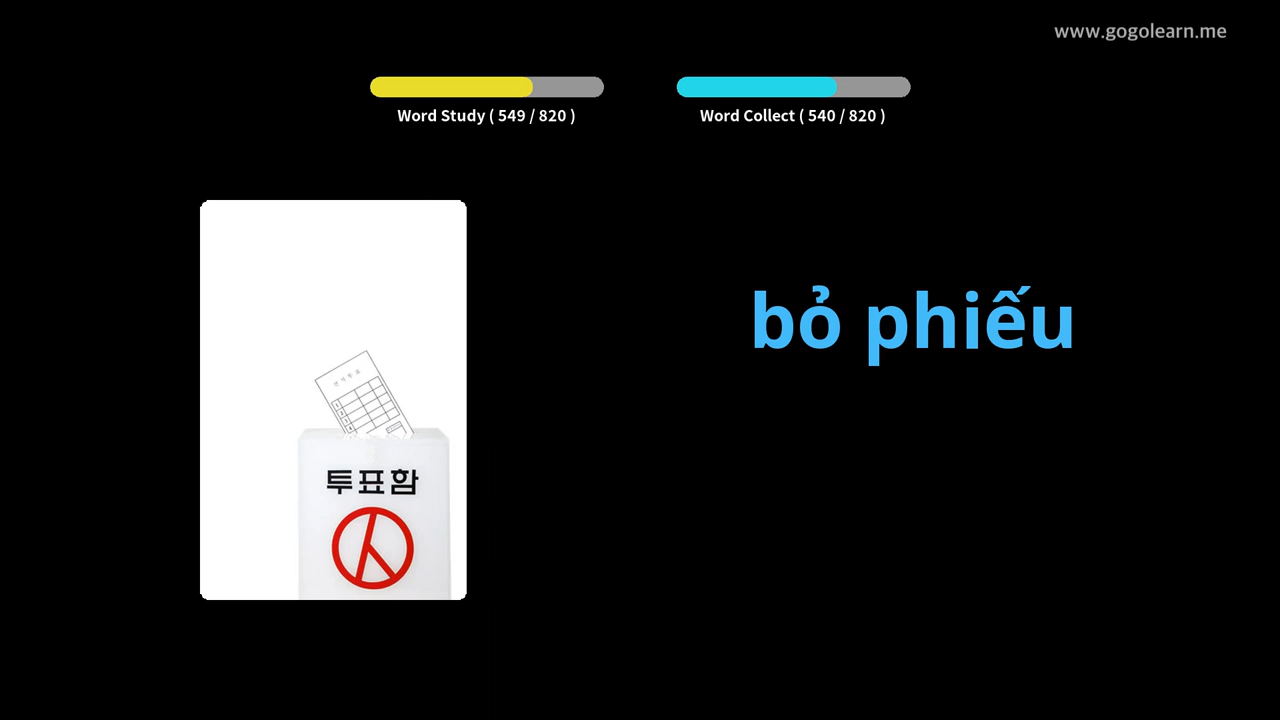 www.gogolearn.me
Word Study ( 549 / 820 )
Word Collect ( 540 / 820 )
bỏ phiếu
투표함